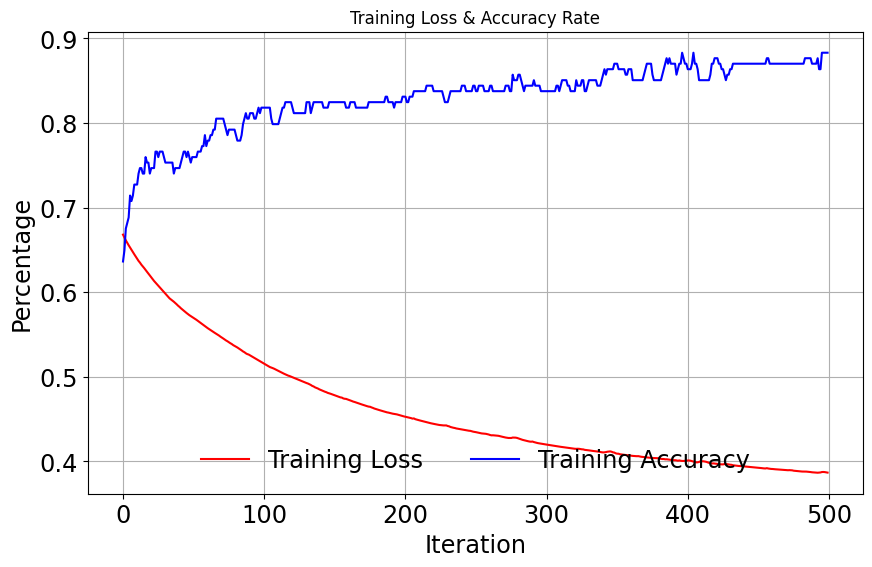 Training Loss & Accuracy Rate
Percentage
0.9
0.8
0.7
0.6
0.5
0.4
Training Loss Training Accuracy
0 100 200 300 400 500
Iteration